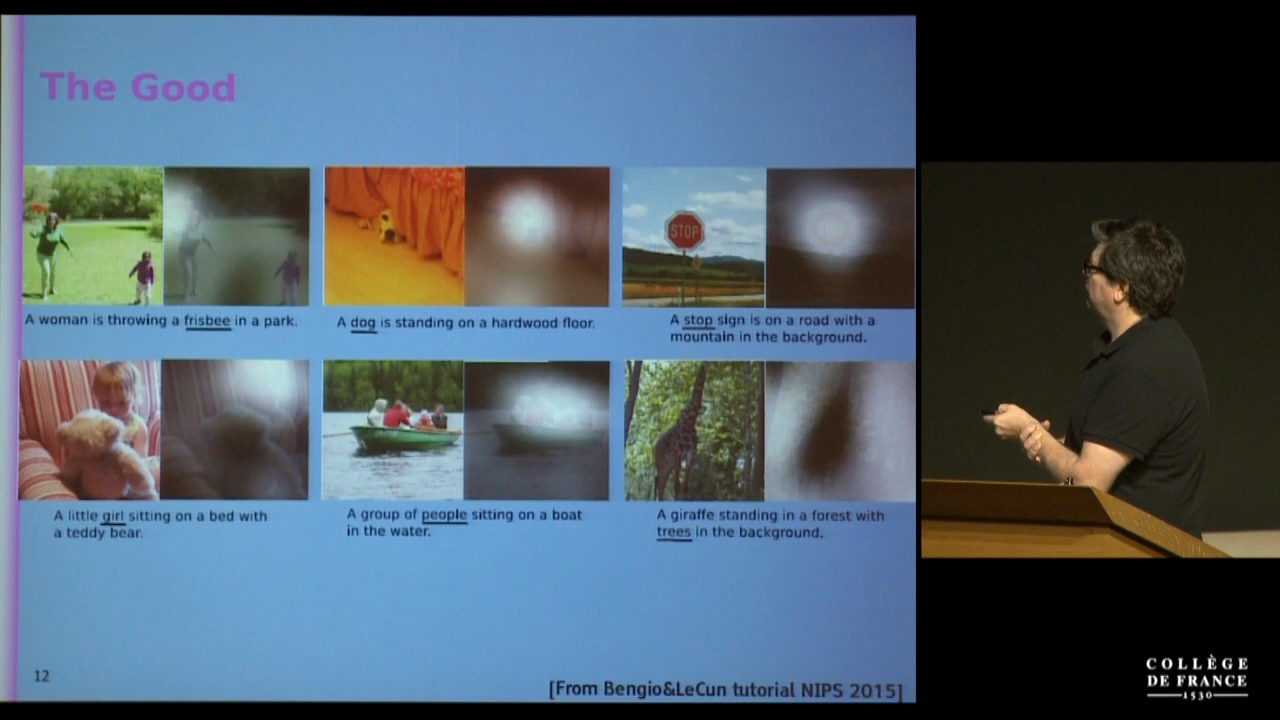 The Good
STOP
A woman is throwing a frisbee in a park.
A dog is standing on a hardwood floor.
A stop sign is on a road with a
mountain in the background.
A little girl sitting on a bed with
a teddy bear.
A group of people sitting on a boat
in the water.
A giraffe standing in a forest with
trees in the background.
12
[From Bengio&LeCun tutorial NIPS 2015]
COLLÈGE
DE FRANCE
1530